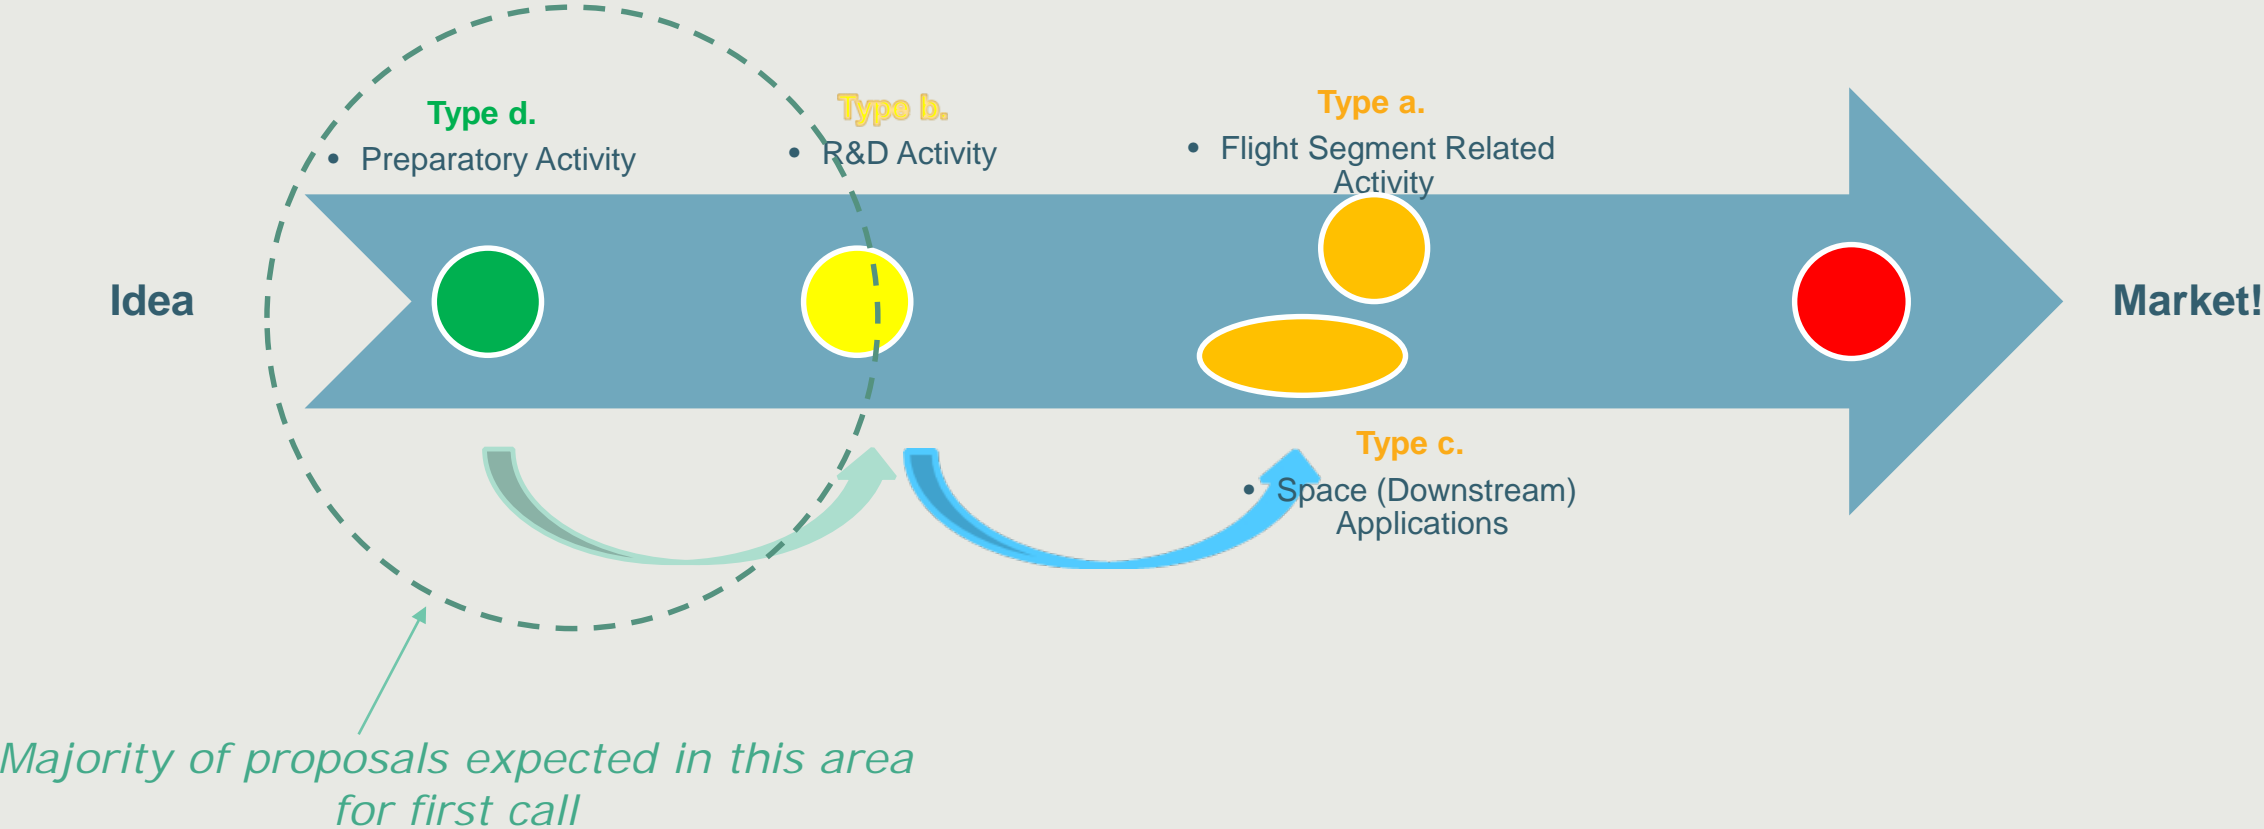 Type d.
• Preparatory Activity
Type b.
• R&D Activity
Type a.
• Flight Segment Related
Activity
Idea
Market!
Type c.
• Space (Downstream)
Applications
Majority of proposals expected in this area
for first call